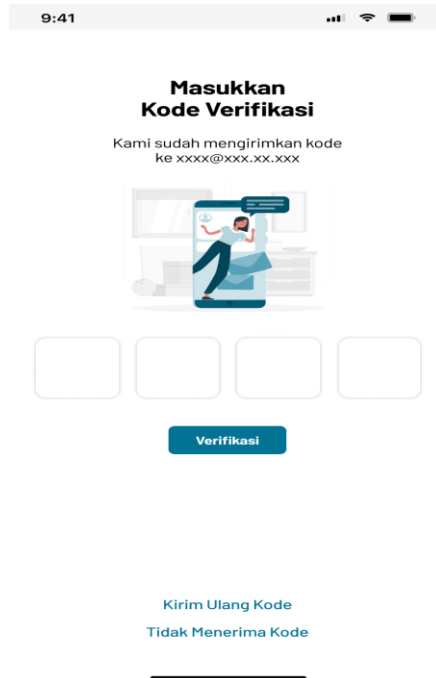 9:41
Masukkan
Kode Verifikasi
Kami sudah mengirimkan kode
ke xxxx@xxx.xx.xxx
Verifikasi
Kirim Ulang Kode
Tidak Menerima Kode